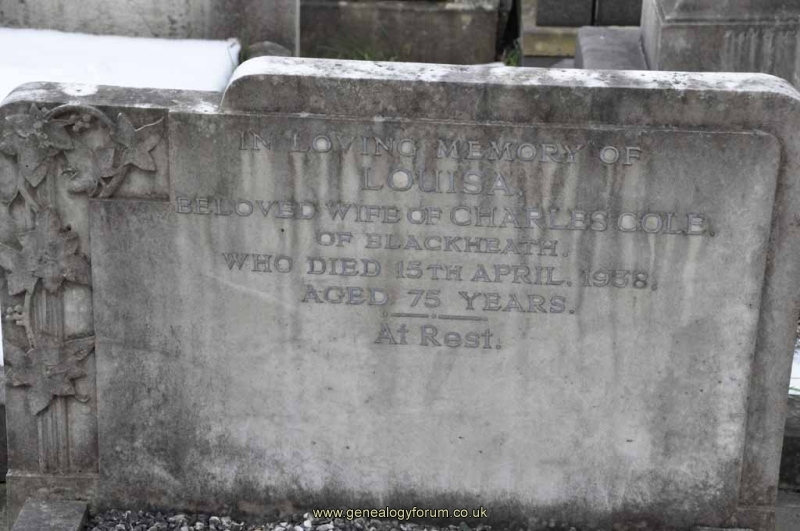 IN LOVING MEMORY OF
LOUISA,
BELOVED WIFE OF CHARLES COLE.
OF BLACKHEATH.
WHO DIED 15TH APRIL. 1938.
AGED 75 YEARS.
At Rest.
www.genealogyforum.co.uk